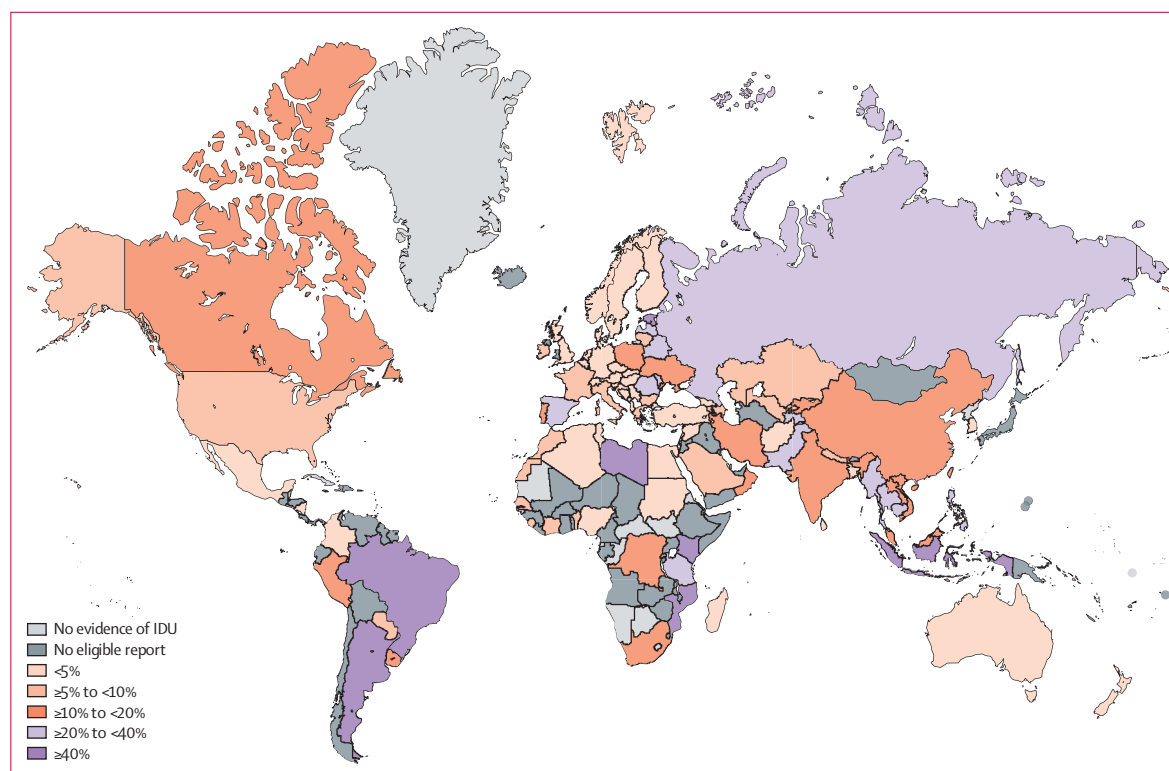 No evidence of IDU
No eligible report
<5%
≥5% to <10%
≥10% to <20%
≥20% to <40%
≥40%